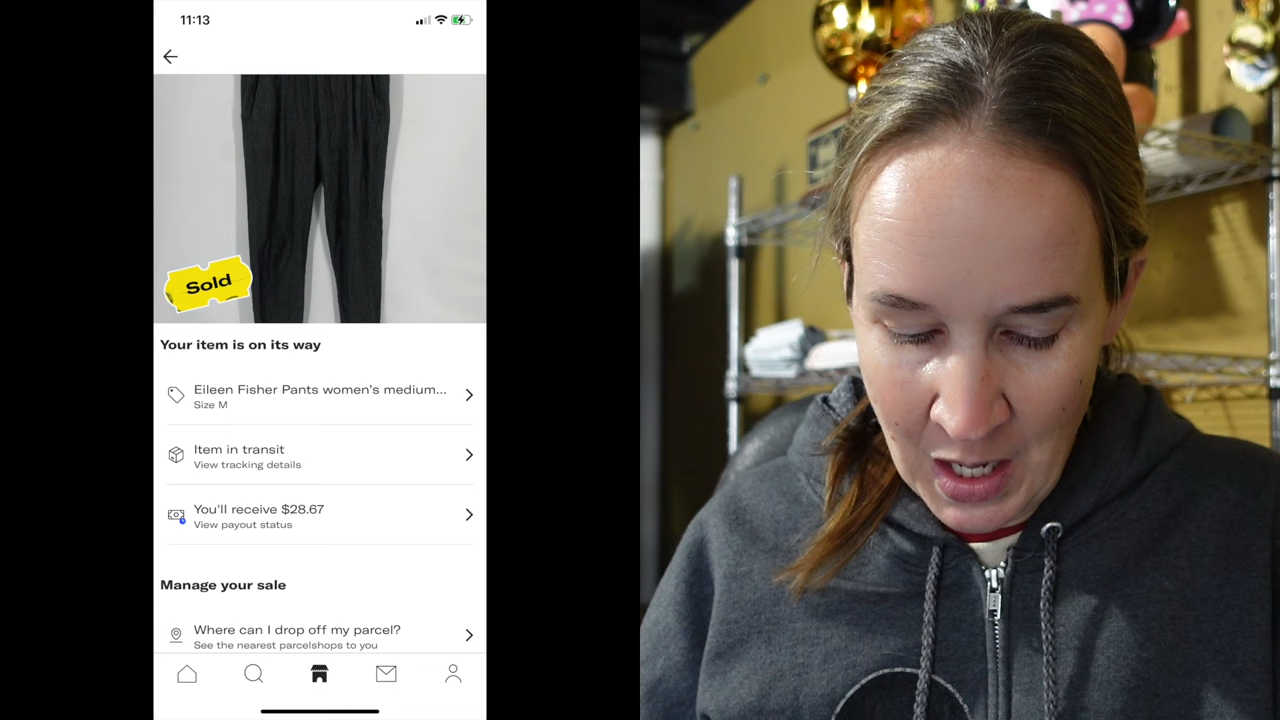 11:13
Sold
Your item is on its way
Eileen Fisher Pants women's medium...
Size M
Item in transit
View tracking details
You'll receive $28.67
View payout status
Manage your sale
Where can I drop off my parcel?
See the nearest parcelshops to you